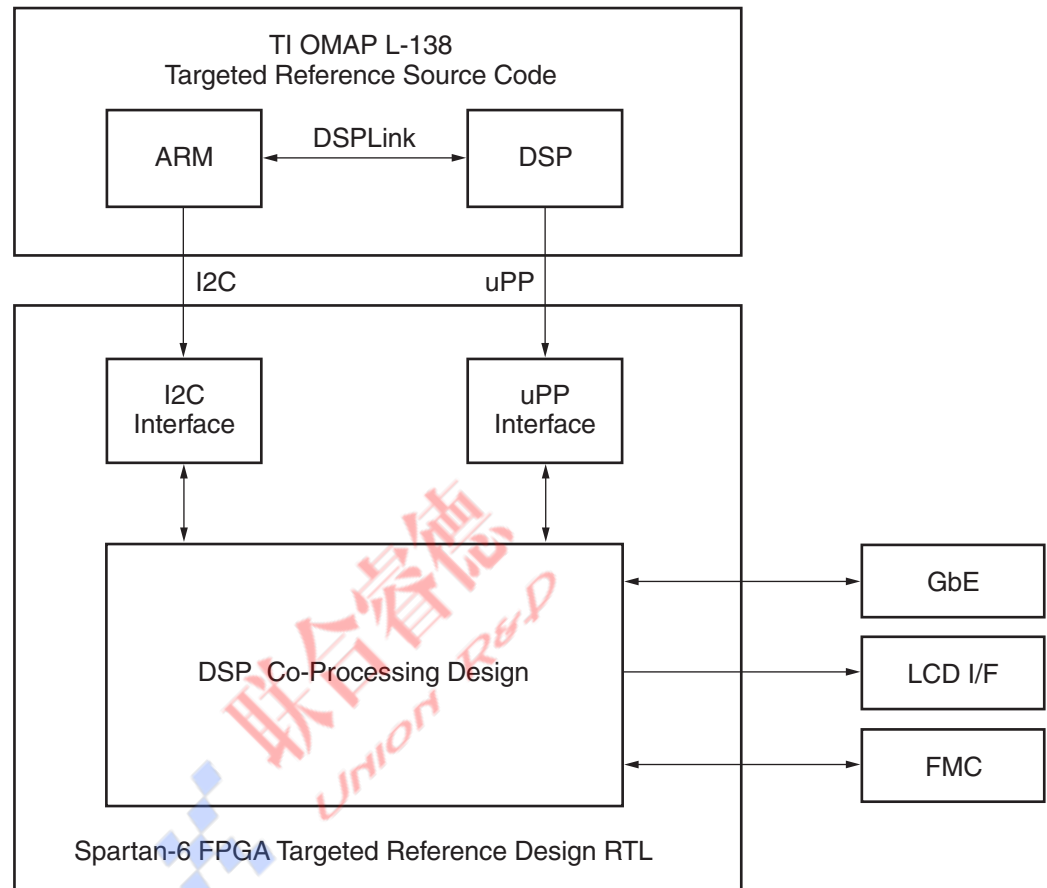 TI OMAP L-138
Targeted Reference Source Code
ARM
DSPLink
DSP
I2C
uPP
I2C
Interface
uPP
Interface
DSP Co-Processing Design
GbE
LCD I/F
FMC
Spartan-6 FPGA Targeted Reference Design RTL
联合睿德
UNION R&D